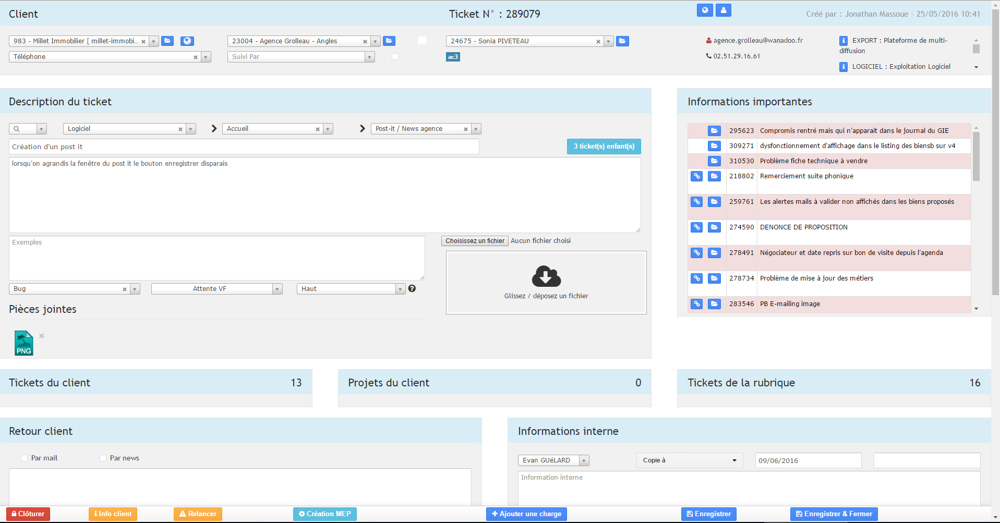 Client
Ticket N° : 289079
Créé par : Jonathan Massoue - 25/05/2016 10:41
983 - Millet Immobilier [ millet-immobi...
23004 - Agence Grolleau - Angles
24675 - Sonia PIVETEAU
agence.grolleau@wanadoo.fr
EXPORT : Plateforme de multi-
diffusion
Téléphone
Suivi Par
ac3
02.51.29.16.61
LOGICIEL : Exploitation Logiciel
Description du ticket
Logiciel
Accueil
Post-it / News agence
Création d'un post it
3 ticket(s) enfant(s)
lorsqu'on agrandis la fenêtre du post it le bouton enregistrer disparais
Exemples
Choisissez un fichier Aucun fichier choisi
Glissez / déposez un fichier
Bug
Attente VF
Haut
Pièces jointes
PNG
Informations importantes
295623 Compromis rentré mais qui n'apparait dans le journal du GIE
309271 dysfonctionnement d'affichage dans le listing des biensb sur v4
310530 Problème fiche technique à vendre
218802 Remerciement suite phonique
259761 Les alertes mails à valider non affichés dans les biens proposés
274590 DENONCE DE PROPOSITION
278491 Négociateur et date repris sur bon de visite depuis l'agenda
278734 Problème de mise à jour des métiers
283546 PB E-mailing image
Tickets du client 13
Projets du client 0
Tickets de la rubrique 16
Retour client
Par mail
Par news
Informations interne
Evan GUéLARD
Copie à
09/06/2016
Information interne
Clôturer
Info client
Relancer
Création MEP
Ajouter une charge
Enregistrer
Enregistrer & Fermer